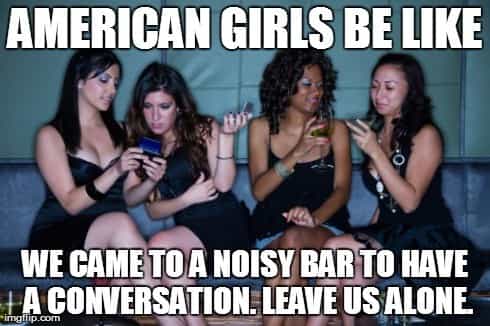 AMERICAN GIRLS BE LIKE
WE CAME TO A NOISY BAR TO HAVE
A CONVERSATION. LEAVE US ALONE.
imgflip.com